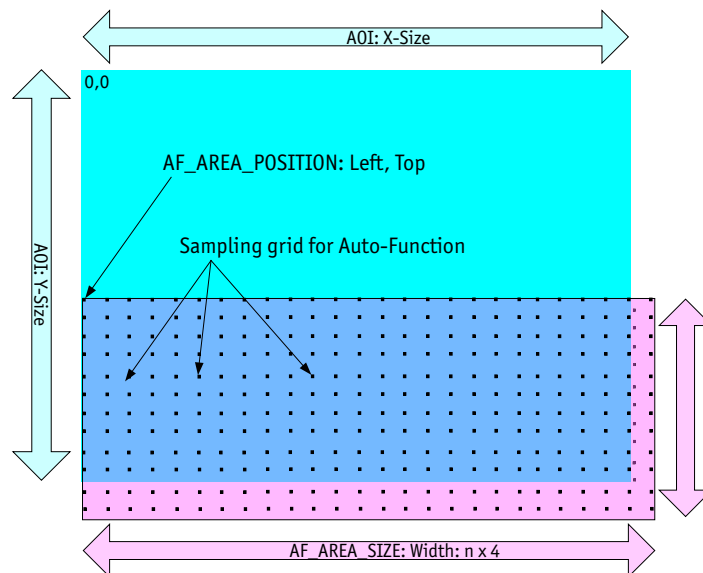 AOI: X-Size
0,0
AF_AREA_POSITION: Left, Top
AOI: Y-Size
Sampling grid for Auto-Function
AF_AREA_SIZE: Width: n x 4